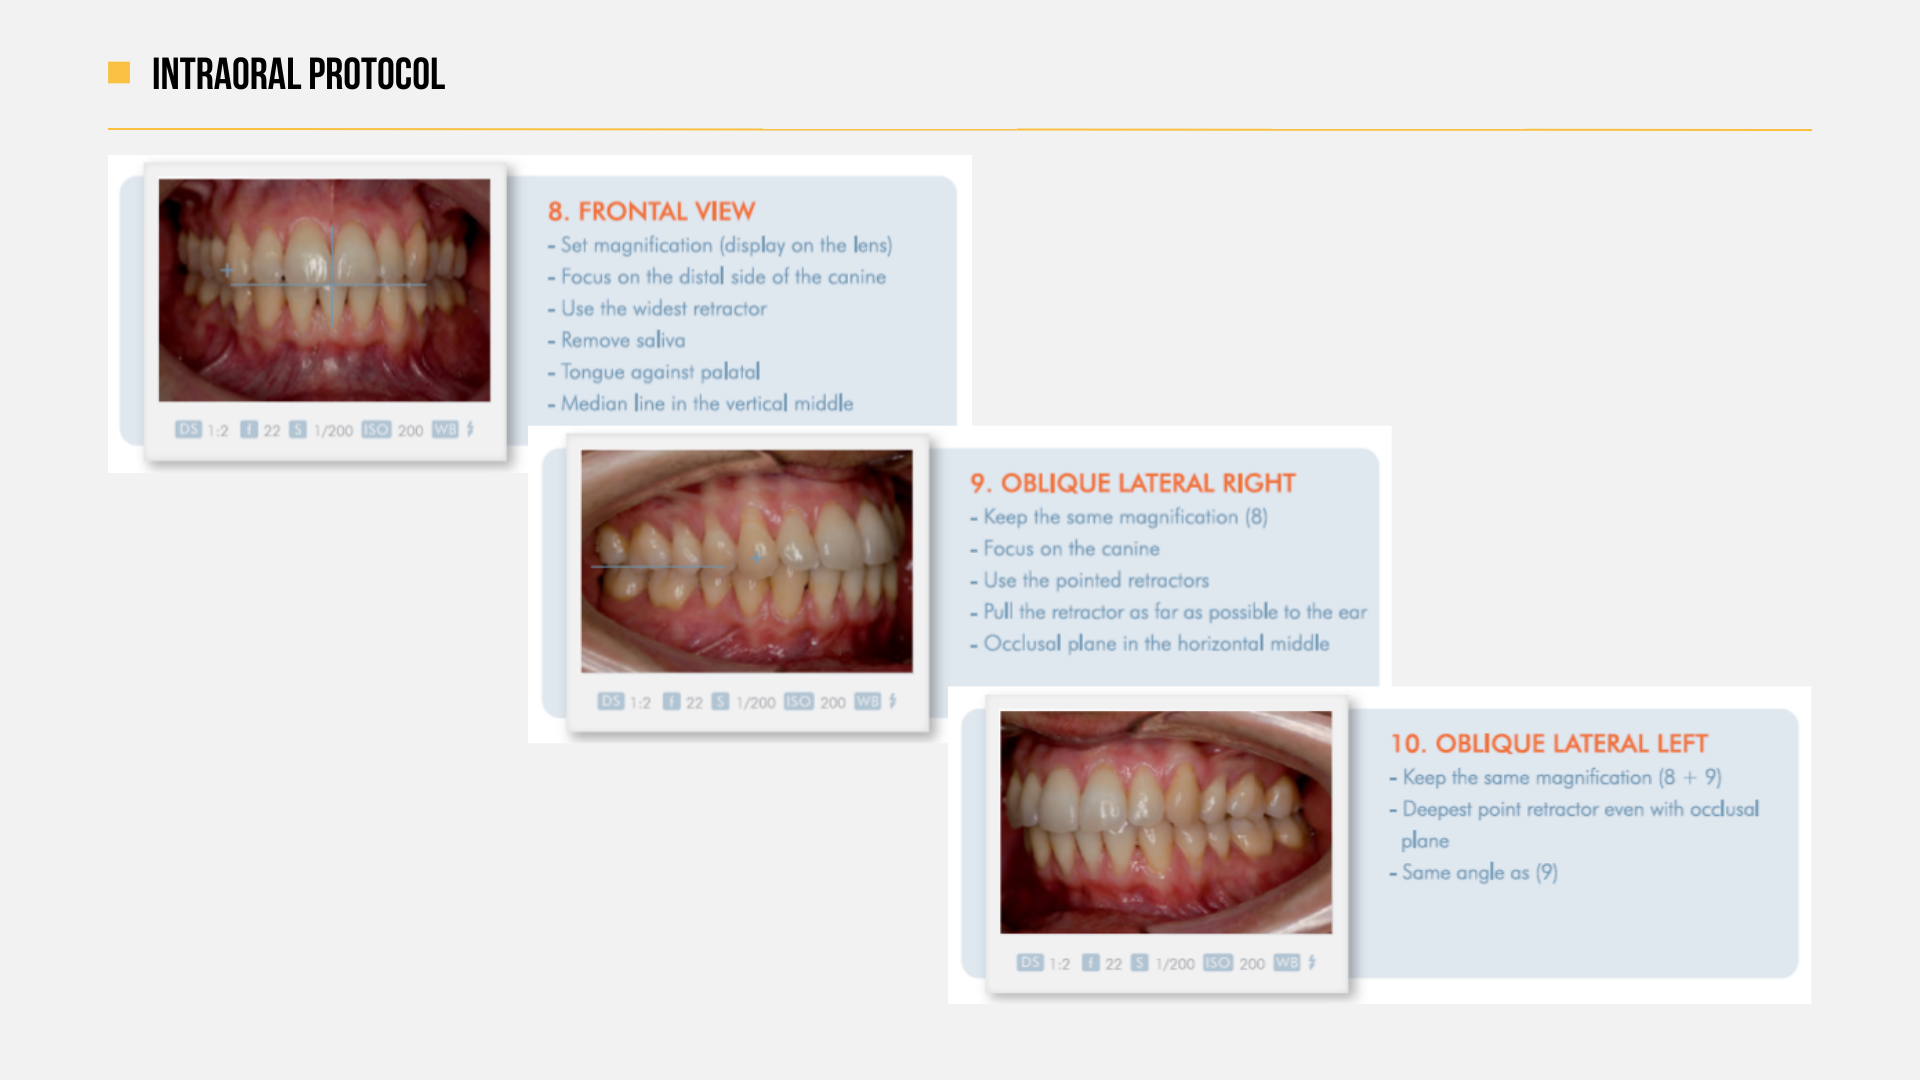 INTRAORAL PROTOCOL
8. FRONTAL VIEW
- Set magnification (display on the lens)
- Focus on the distal side of the canine
- Use the widest retractor
- Remove saliva
- Tongue against palatal
- Median line in the vertical middle
DS 1:2 f 22 S 1/200 ISO 200 WB
9. OBLIQUE LATERAL RIGHT
- Keep the same magnification (8)
- Focus on the canine
- Use the pointed retractors
- Pull the retractor as far as possible to the ear
- Occlusal plane in the horizontal middle
DS 1:2 f 22 S 1/200 ISO 200 WB
10. OBLIQUE LATERAL LEFT
- Keep the same magnification (8 + 9)
- Deepest point retractor even with occlusal
plane
- Same angle as (9)
DS 1:2 f 22 S 1/200 ISO 200 WB